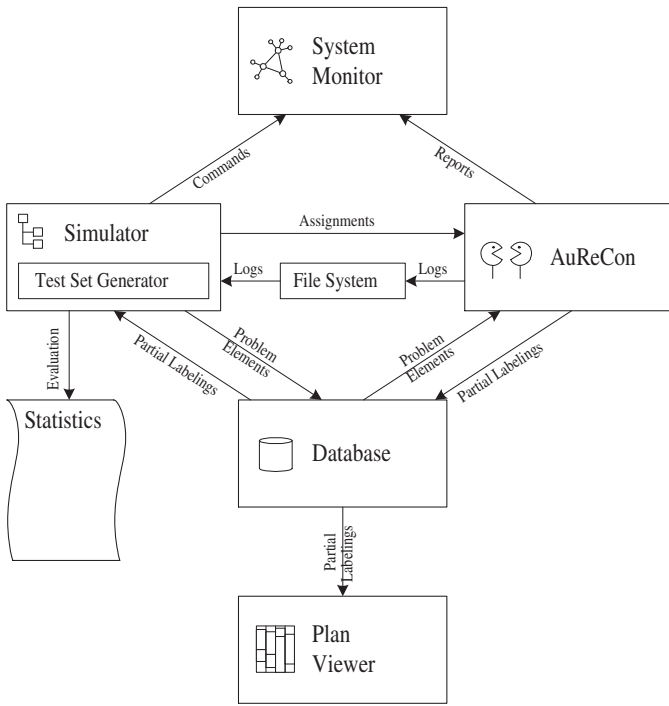 System
Monitor
Commands
Reports
Simulator
Assignments
AuReCon
Test Set Generator
Logs
File System
Logs
Evaluation
Partial Labelings
Problem
Elements
Problem
Elements
Partial Labelings
Statistics
Database
Partial
Labelings
Plan
Viewer